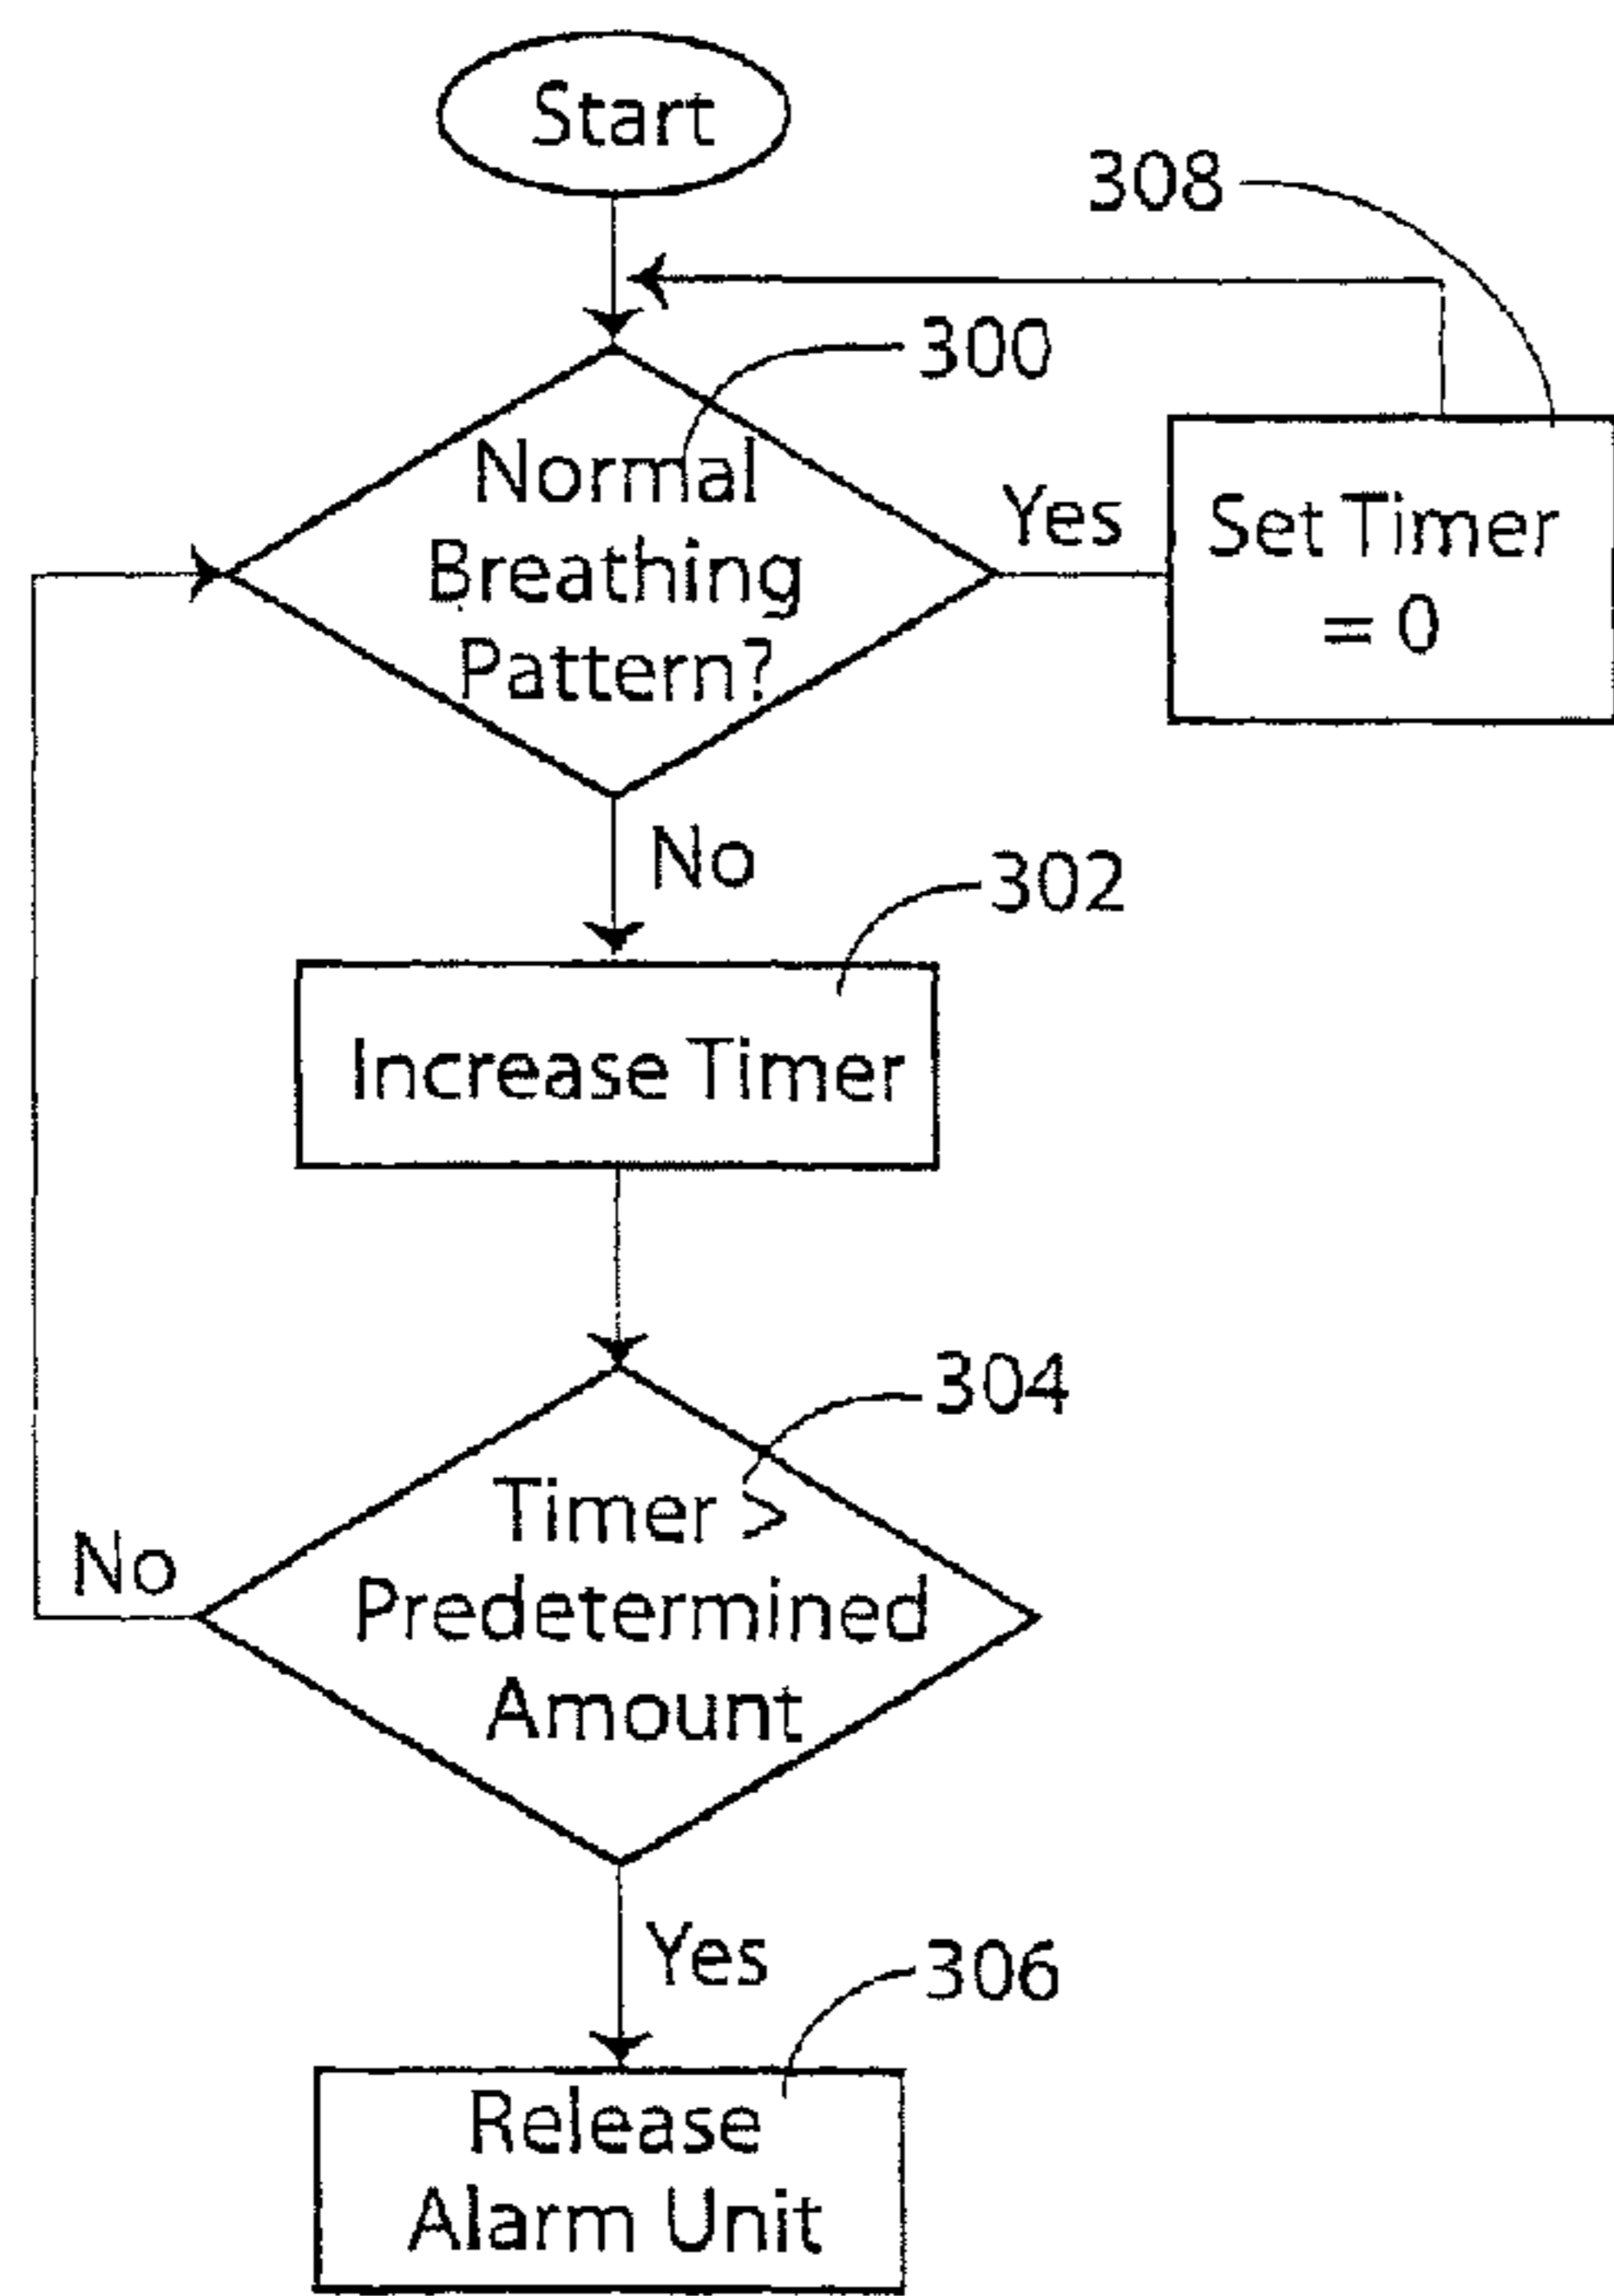 Start
308
300
Normal
Breathing
Pattern?
Yes
Set Timer
= 0
No
302
Increase Timer
304
Timer >
Predetermined
Amount
No
Yes
306
Release
Alarm Unit